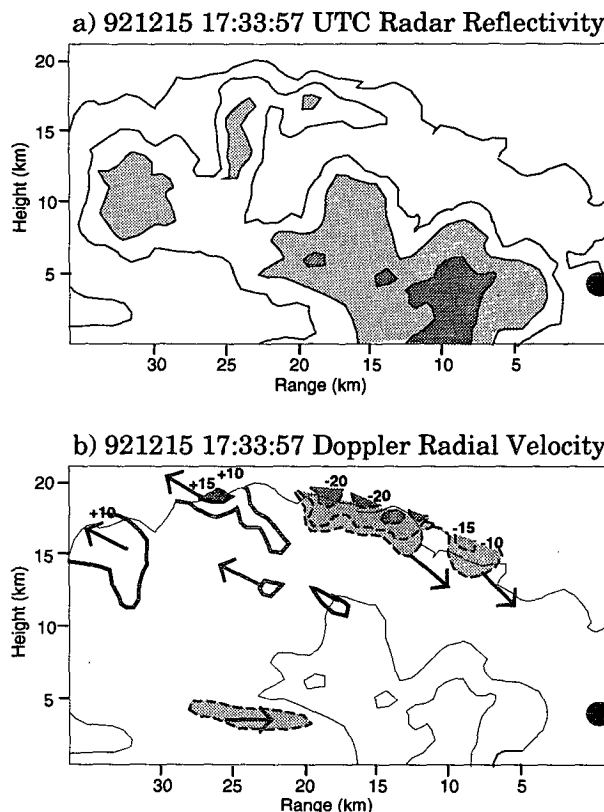 a) 921215 17:33:57 UTC Radar Reflectivity
20
15
10
5
Height (km)
30 25 20 15 10 5
Range (km)
b) 921215 17:33:57 Doppler Radial Velocity
20
15
10
5
Height (km)
+10
+15
+10
-20
-20
-15
-10
30 25 20 15 10 5
Range (km)